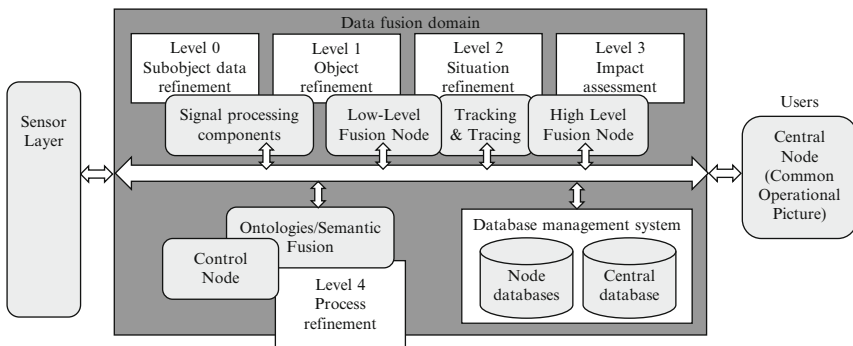 Data fusion domain
Level 0
Subobject data
refinement
Level 1
Object
refinement
Level 2
Situation
refinement
Level 3
Impact
assessment
Sensor
Layer
Signal processing
components
Low-Level
Fusion Node
Tracking
& Tracing
High Level
Fusion Node
Users
Central
Node
(Common
Operational
Picture)
Ontologies/Semantic
Fusion
Control
Node
Level 4
Process
refinement
Database management system
Node
databases
Central
database